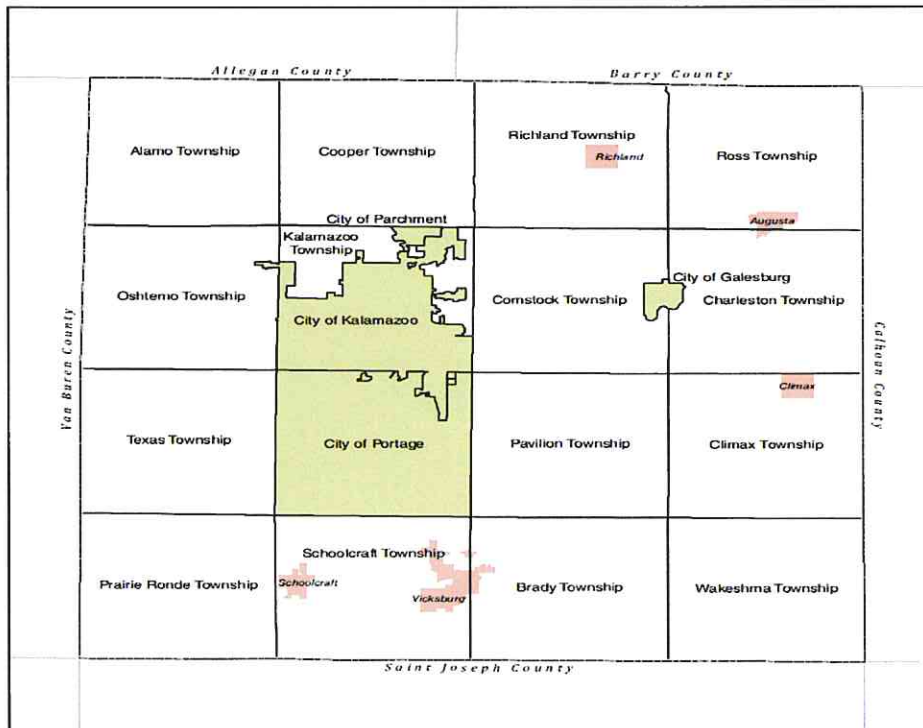 Allegan County
Barry County
Richland Township
Alamo Township
Cooper Township
Richland
Ross Township
City of Parchment
Augusta
Kalamazoo
Township
City of Galesburg
Oshtemo Township
City of Kalamazoo
Comstock Township
Charleston Township
Van Buren County
Calhoun County
Climax
Texas Township
City of Portage
Pavilion Township
Climax Township
Schoolcraft Township
Prairie Ronde Township
Schoolcraft
Vicksburg
Brady Township
Wakeshma Township
Saint Joseph County